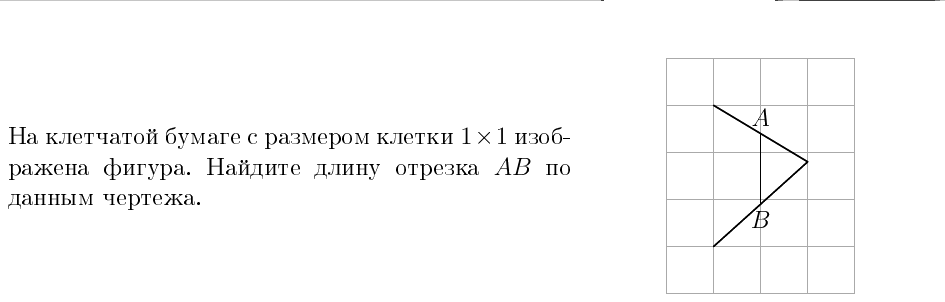 На клетчатой бумаге с размером клетки 1×1 изоб-
ражена фигура. Найдите длину отрезка AB по
данным чертежа.
A
B